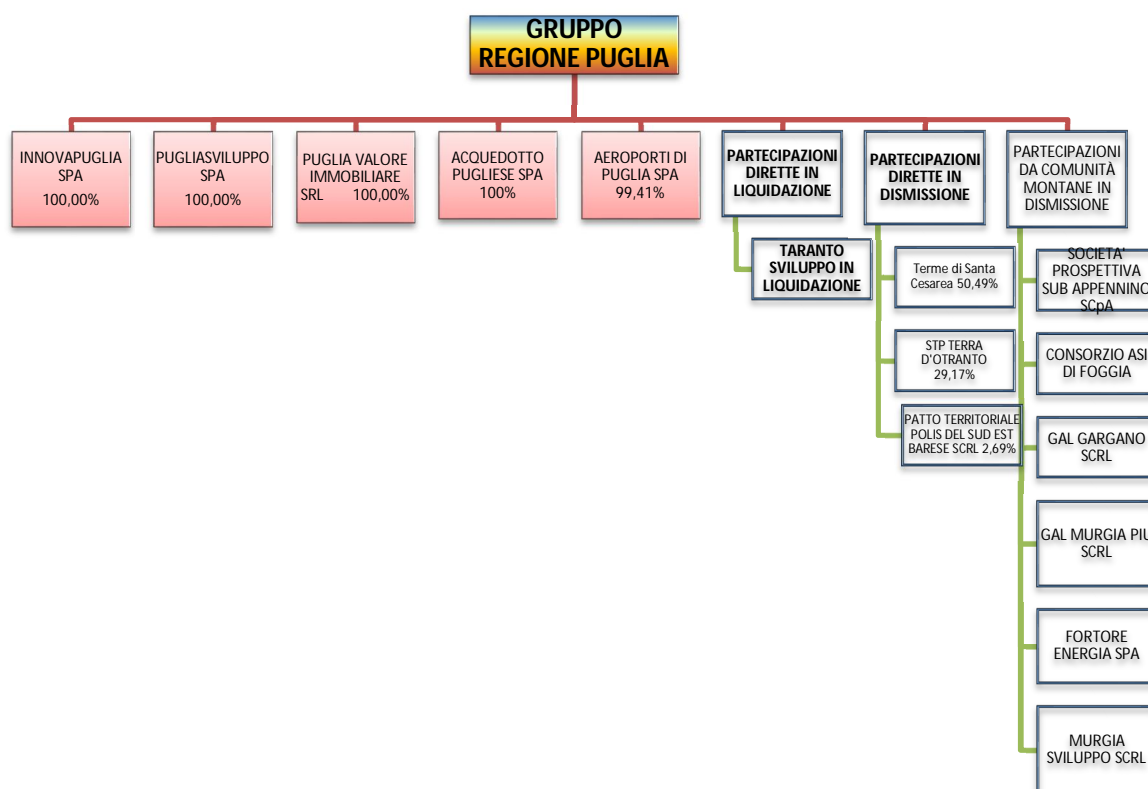 GRUPPO
REGIONE PUGLIA
INNOVAPUGLIA
SPA
100,00%
PUGLIASVILUPPO
SPA
100,00%
PUGLIA VALORE
IMMOBILIARE
SRL 100,00%
ACQUEDOTTO
PUGLIESE SPA
100%
AEROPORTI DI
PUGLIA SPA
99,41%
PARTECIPAZIONI
DIRETTE IN
LIQUIDAZIONE
PARTECIPAZIONI
DIRETTE IN
DISMISSIONE
PARTECIPAZIONI
DA COMUNITÀ
MONTANE IN
DISMISSIONE
TARANTO
SVILUPPO IN
LIQUIDAZIONE
Terme di Santa
Cesarea 50,49%
STP TERRA
D'OTRANTO
29,17%
PATTO TERRITORIALE
POLIS DEL SUD EST
BARESE SCRL 2,69%
SOCIETA'
PROSPETTIVA
SUB APPENNINO
SCpA
CONSORZIO ASI
DI FOGGIA
GAL GARGANO
SCRL
GAL MURGIA PIU
SCRL
FORTORE
ENERGIA SPA
MURGIA
SVILUPPO SCRL